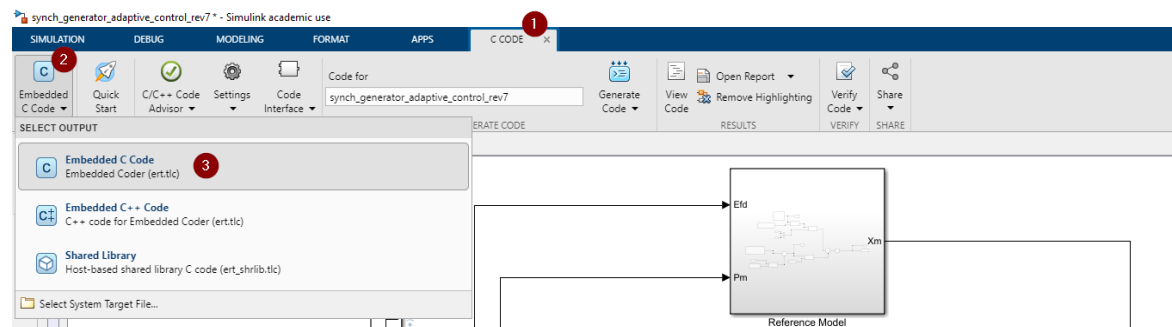 synch_generator_adaptive_control_rev7 * - Simulink academic use
1
SIMULATION DEBUG MODELING FORMAT APPS C CODE ×
2
Embedded
C Code
Quick
Start
C/C++ Code
Advisor
Settings
Code
Interface
Code for
synch_generator_adaptive_control_rev7
Generate
Code
View
Code
Open Report
Remove Highlighting
Verify
Code
Share
ERATE CODE RESULTS VERIFY SHARE
SELECT OUTPUT
C
Embedded C Code
Embedded Coder (ert.tlc)
3
Embedded C++ Code
C++ code for Embedded Coder (ert.tlc)
Shared Library
Host-based shared library C code (ert_shrlib.tlc)
Select System Target File...
Efd
Xm
Pm
Reference Model